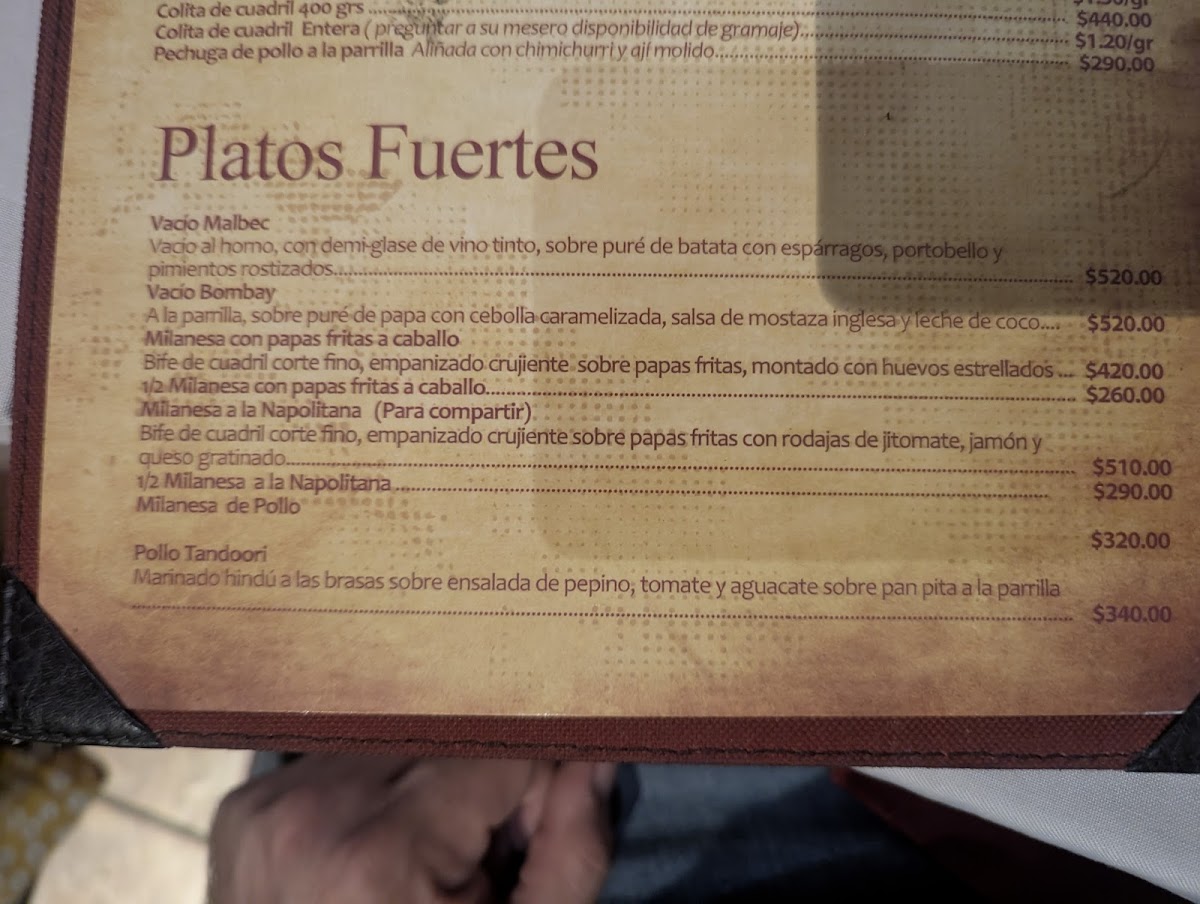 Colita de cuadril 400 grs
$440.00
Colita de cuadril Entera ( preguntar a su mesero disponibilidad de gramaje)
$1.20/gr
Pechuga de pollo a la parrilla Aliñada con chimichurri y ají molido
$290.00
Platos Fuertes
Vacío Malbec
Vacío al horno, con demi-glase de vino tinto, sobre puré de batata con espárragos, portobello y
pimientos rostizados $520.00
Vacío Bombay
A la parrilla, sobre puré de papa con cebolla caramelizada, salsa de mostaza inglesa y leche de coco.... $520.00
Milanesa con papas fritas a caballo
Bife de cuadril corte fino, empanizado crujiente sobre papas fritas, montado con huevos estrellados ... $420.00
1/2 Milanesa con papas fritas a caballo $260.00
Milanesa a la Napolitana (Para compartir)
Bife de cuadril corte fino, empanizado crujiente sobre papas fritas con rodajas de jitomate, jamón y
queso gratinado $510.00
1/2 Milanesa a la Napolitana $290.00
Milanesa de Pollo
$320.00
Pollo Tandoori
Marinado hindú a las brasas sobre ensalada de pepino, tomate y aguacate sobre pan pita a la parrilla
$340.00